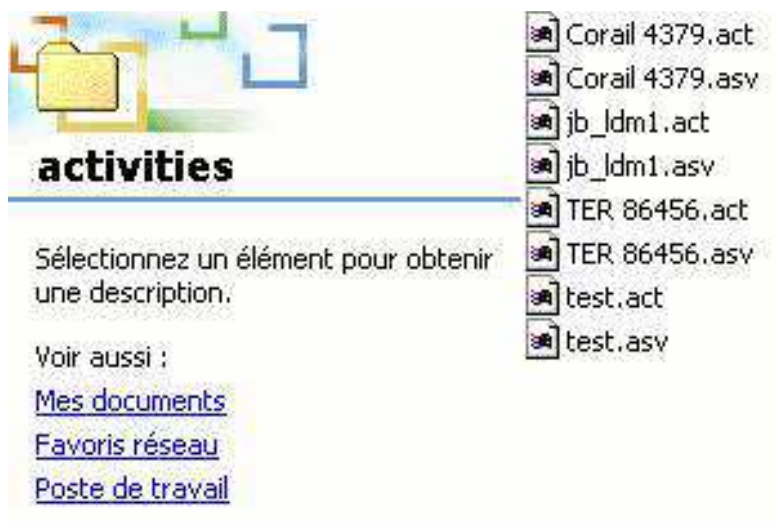 activities
Sélectionnez un élément pour obtenir
une description.
Voir aussi :
Mes documents
Favoris réseau
Poste de travail
Corail 4379.act
Corail 4379.asv
jb_ldm1.act
jb_ldm1.asv
TER 86456.act
TER 86456.asv
test.act
test.asv